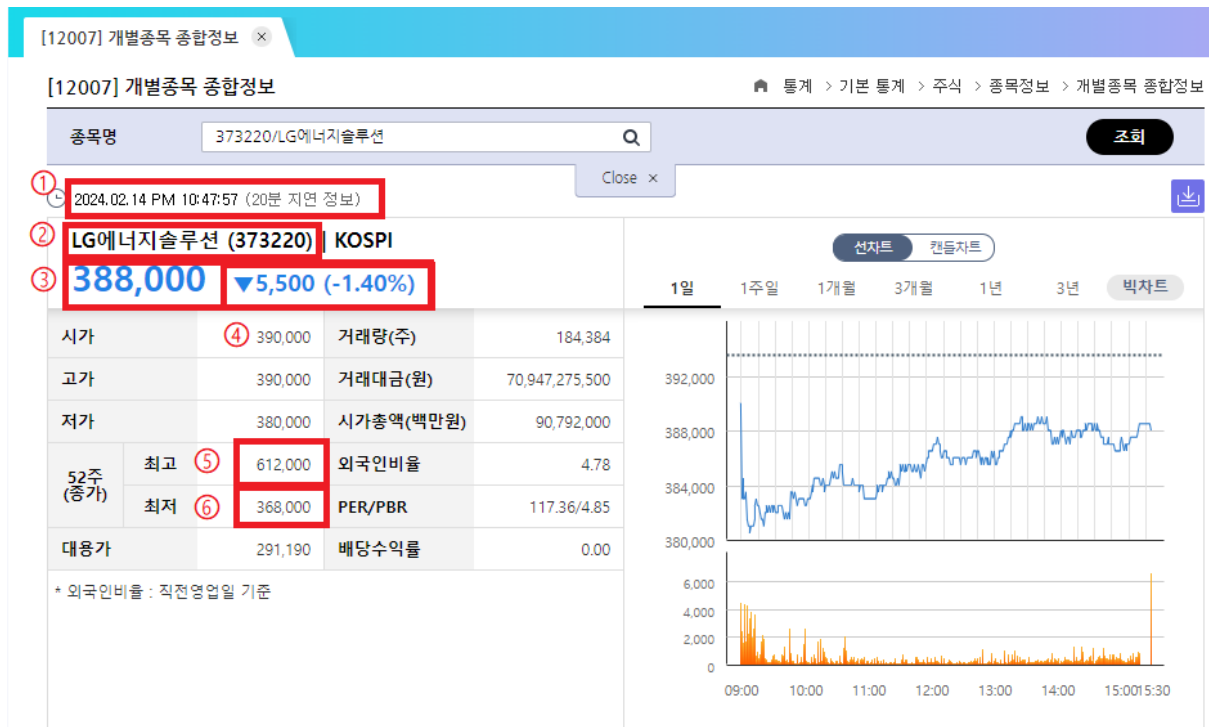 [12007] 개별종목 종합정보 ×
[12007] 개별종목 종합정보
통계 > 기본 통계 > 주식 > 종목정보 > 개별종목 종합정보
종목명 373220/LG에너지솔루션 조회
Close ×
① 2024.02.14 PM 10:47:57 (20분 지연 정보)
② LG에너지솔루션 (373220) | KOSPI
③ 388,000 ▼5,500 (-1.40%)
시가 ④ 390,000 거래량(주) 184,384
고가 390,000 거래대금(원) 70,947,275,500
저가 380,000 시가총액(백만원) 90,792,000
52주 (종가) 최고 ⑤ 612,000 외국인비율 4.78
최저 ⑥ 368,000 PER/PBR 117.36/4.85
대용가 291,190 배당수익률 0.00
* 외국인비율 : 직전영업일 기준
선차트 캔들차트
1일 1주일 1개월 3개월 1년 3년 빅차트
392,000
388,000
384,000
380,000
6,000
4,000
2,000
0
09:00 10:00 11:00 12:00 13:00 14:00 15:00 15:30